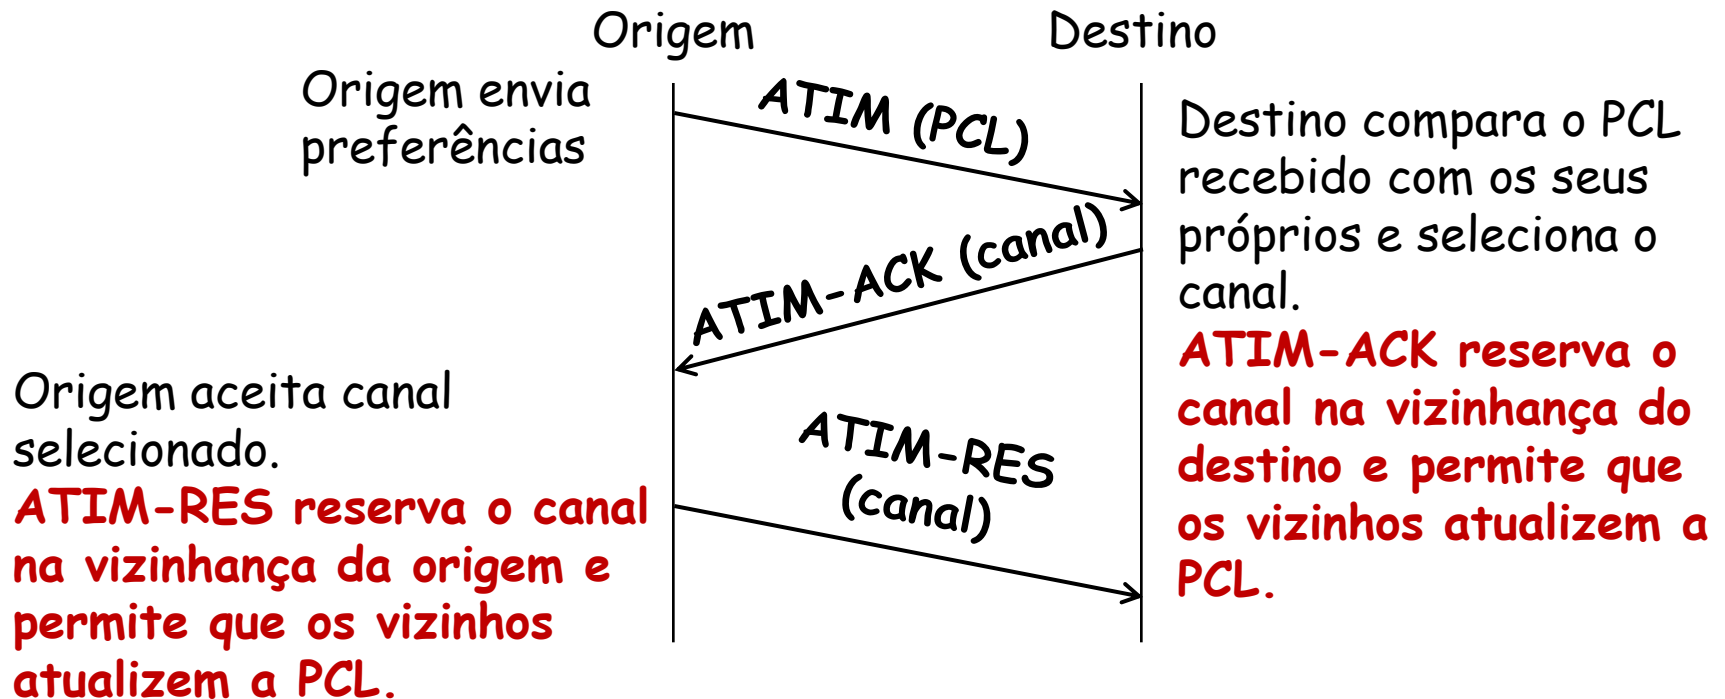 Origem
Destino
Origem envia
preferências
ATIM (PCL)
Destino compara o PCL
recebido com os seus
próprios e seleciona o
canal.
ATIM-ACK reserva o
canal na vizinhança do
destino e permite que
os vizinhos atualizem a
PCL.
ATIM-ACK (canal)
Origem aceita canal
selecionado.
ATIM-RES reserva o canal
na vizinhança da origem e
permite que os vizinhos
atualizem a PCL.
ATIM-RES
(canal)